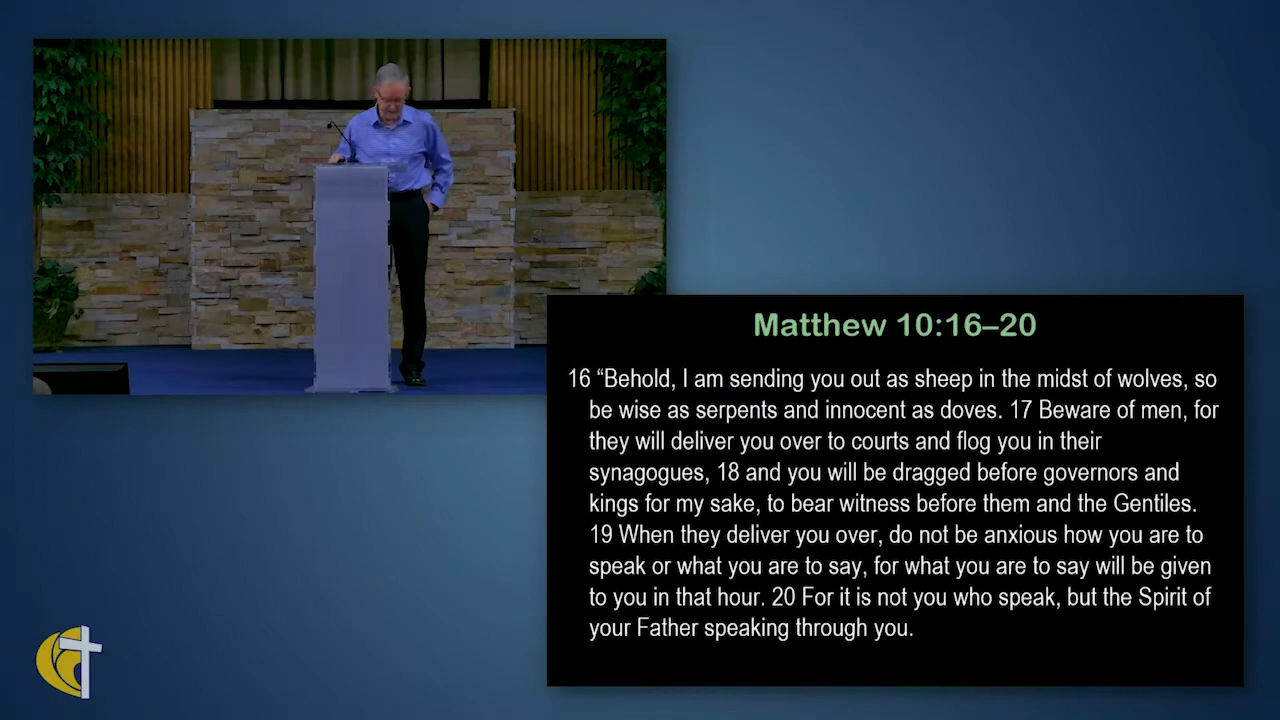 Matthew 10:16–20
16 “Behold, I am sending you out as sheep in the midst of wolves, so
be wise as serpents and innocent as doves. 17 Beware of men, for
they will deliver you over to courts and flog you in their
synagogues, 18 and you will be dragged before governors and
kings for my sake, to bear witness before them and the Gentiles.
19 When they deliver you over, do not be anxious how you are to
speak or what you are to say, for what you are to say will be given
to you in that hour. 20 For it is not you who speak, but the Spirit of
your Father speaking through you.